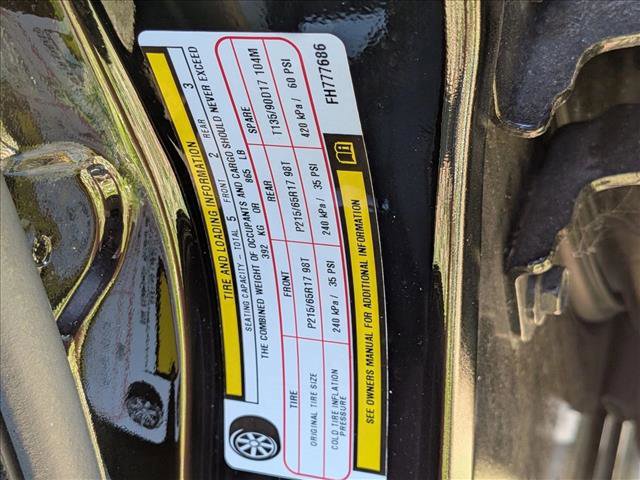 TIRE AND LOADING INFORMATION
SEATING CAPACITY - TOTAL 5 FRONT 2 REAR 3
THE COMBINED WEIGHT OF OCCUPANTS AND CARGO SHOULD NEVER EXCEED
392 KG OR 865 LB
TIRE FRONT REAR SPARE
ORIGINAL TIRE SIZE P215/65R17 98T P215/65R17 98T T135/90D17 104M
COLD TIRE INFLATION PRESSURE 240 kPa / 35 PSI 240 kPa / 35 PSI 420 kPa / 60 PSI
SEE OWNERS MANUAL FOR ADDITIONAL INFORMATION
FH777686